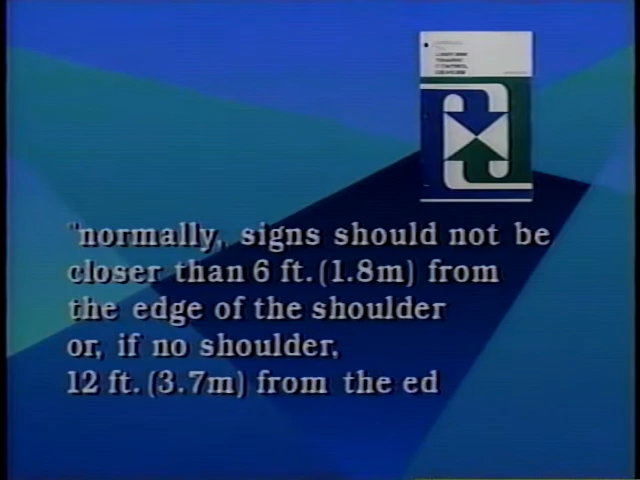 "normally, signs should not be
closer than 6 ft. (1.8m) from
the edge of the shoulder
or, if no shoulder,
12 ft. (3.7m) from the ed